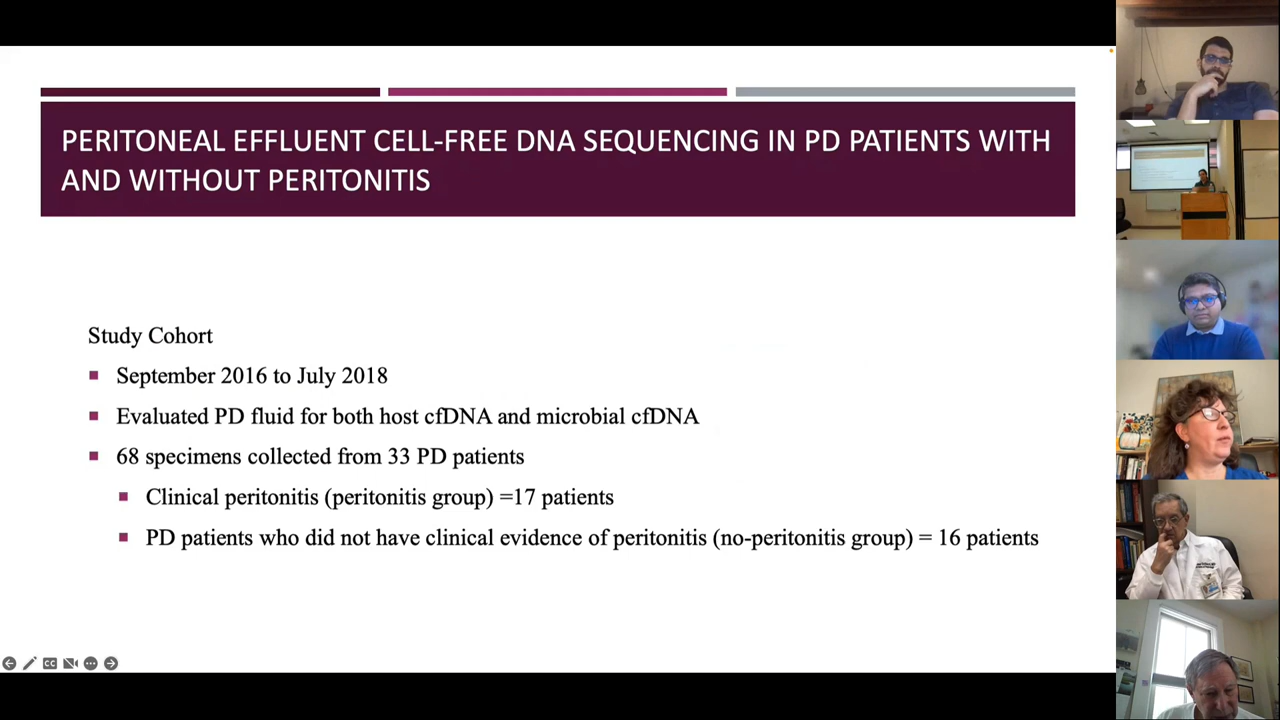 PERITONEAL EFFLUENT CELL-FREE DNA SEQUENCING IN PD PATIENTS WITH
AND WITHOUT PERITONITIS
Study Cohort
September 2016 to July 2018
Evaluated PD fluid for both host cfDNA and microbial cfDNA
68 specimens collected from 33 PD patients
Clinical peritonitis (peritonitis group) =17 patients
PD patients who did not have clinical evidence of peritonitis (no-peritonitis group) = 16 patients
CC